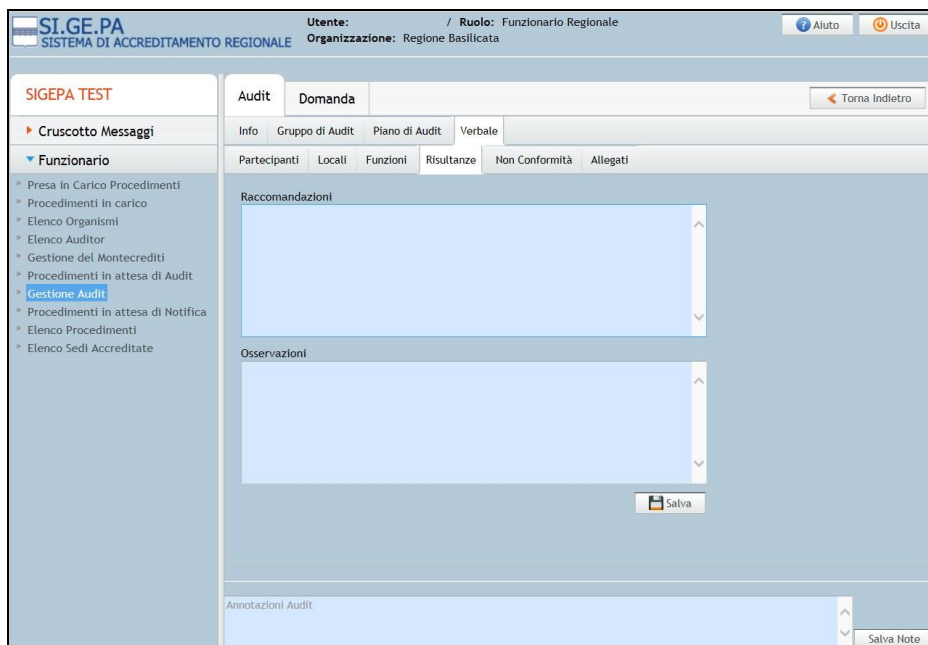 SI.GE.PA
SISTEMA DI ACCREDITAMENTO REGIONALE
Utente: / Ruolo: Funzionario Regionale
Organizzazione: Regione Basilicata
Aiuto
Uscita
SIGEPA TEST
Audit
Domanda
Torna Indietro
Cruscotto Messaggi
Info Gruppo di Audit Piano di Audit Verbale
Funzionario
Partecipanti Locali Funzioni Risultanze Non Conformità Allegati
Presa in Carico Procedimenti
Procedimenti in carico
Elenco Organismi
Elenco Auditor
Gestione del Montecrediti
Procedimenti in attesa di Audit
Gestione Audit
Procedimenti in attesa di Notifica
Elenco Procedimenti
Elenco Sedi Accreditate
Raccomandazioni
Osservazioni
Salva
Annotazioni Audit
Salva Note